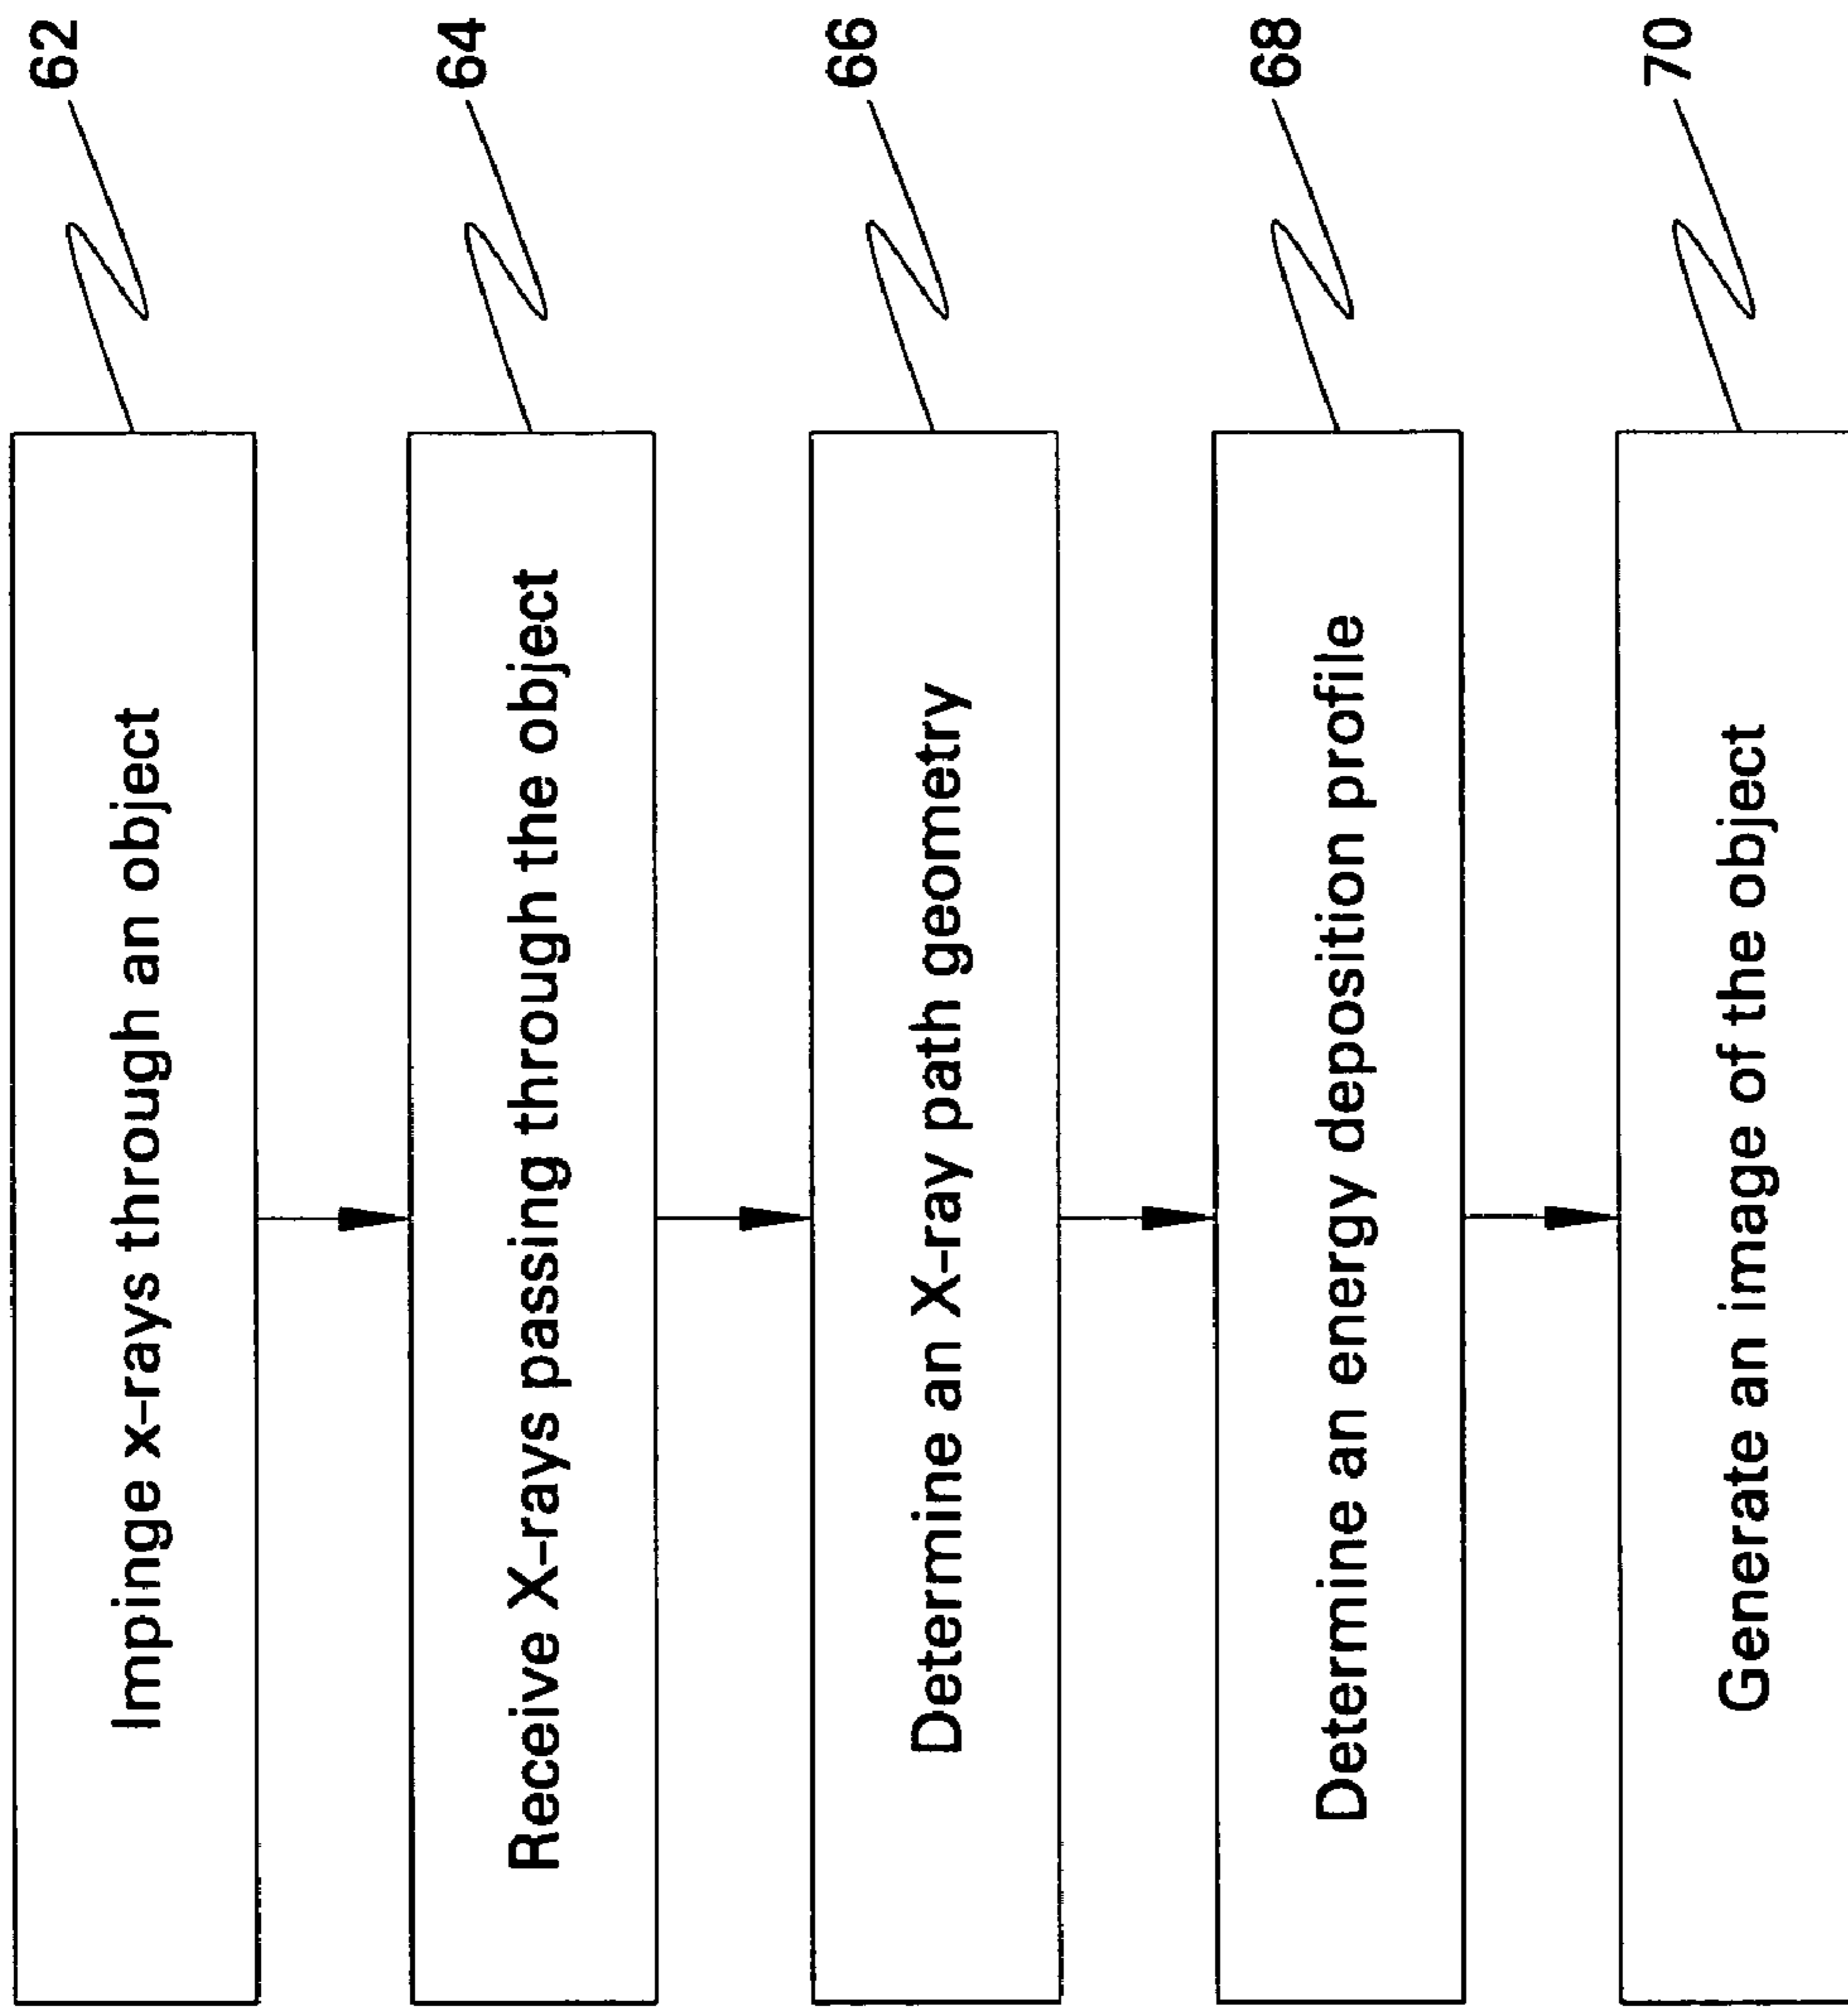 Impinge x-rays through an object
62
Receive X-rays passing through the object
64
Determine an X-ray path geometry
66
Determine an energy deposition profile
68
Generate an image of the object
70